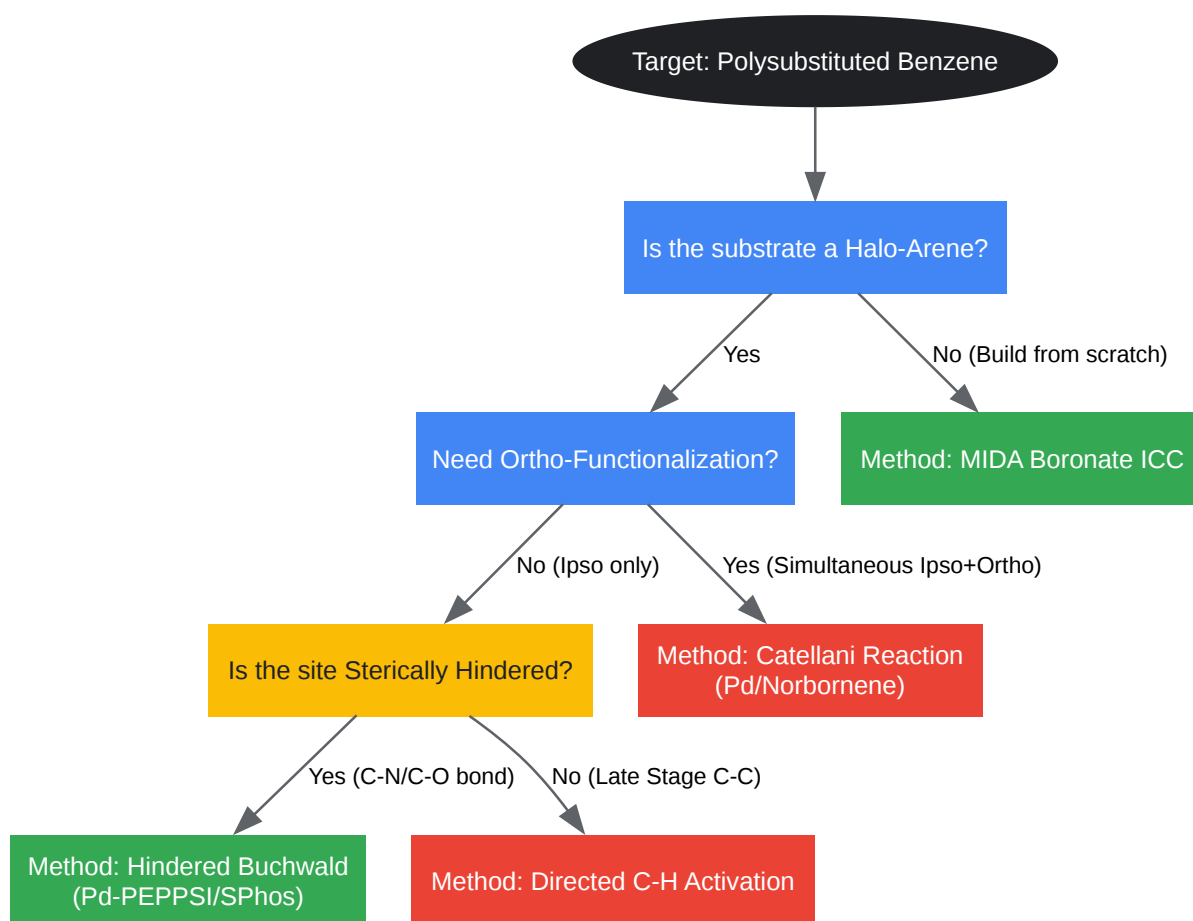 Target: Polysubstituted Benzene
Is the substrate a Halo-Arene?
Yes
No (Build from scratch)
Need Ortho-Functionalization?
Method: MIDA Boronate ICC
No (Ipso only)
Yes (Simultaneous Ipso+Ortho)
Is the site Sterically Hindered?
Method: Catellani Reaction
(Pd/Norbornene)
Yes (C-N/C-O bond)
No (Late Stage C-C)
Method: Hindered Buchwald
(Pd-PEPPSI/SPhos)
Method: Directed C-H Activation